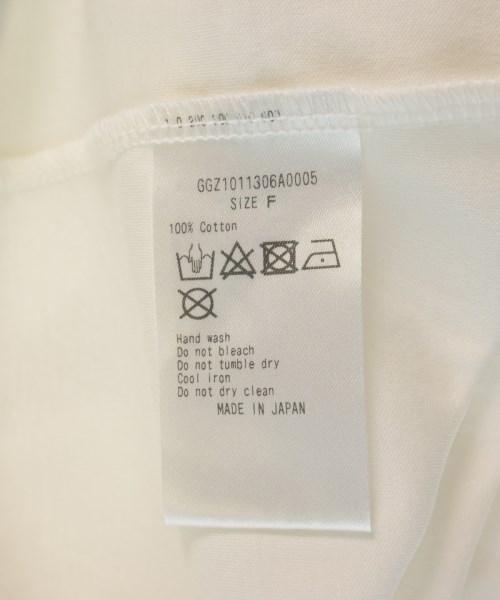 GGZ1011306A0005
SIZE F
100% Cotton
Hand wash
Do not bleach
Do not tumble dry
Cool iron
Do not dry clean
MADE IN JAPAN